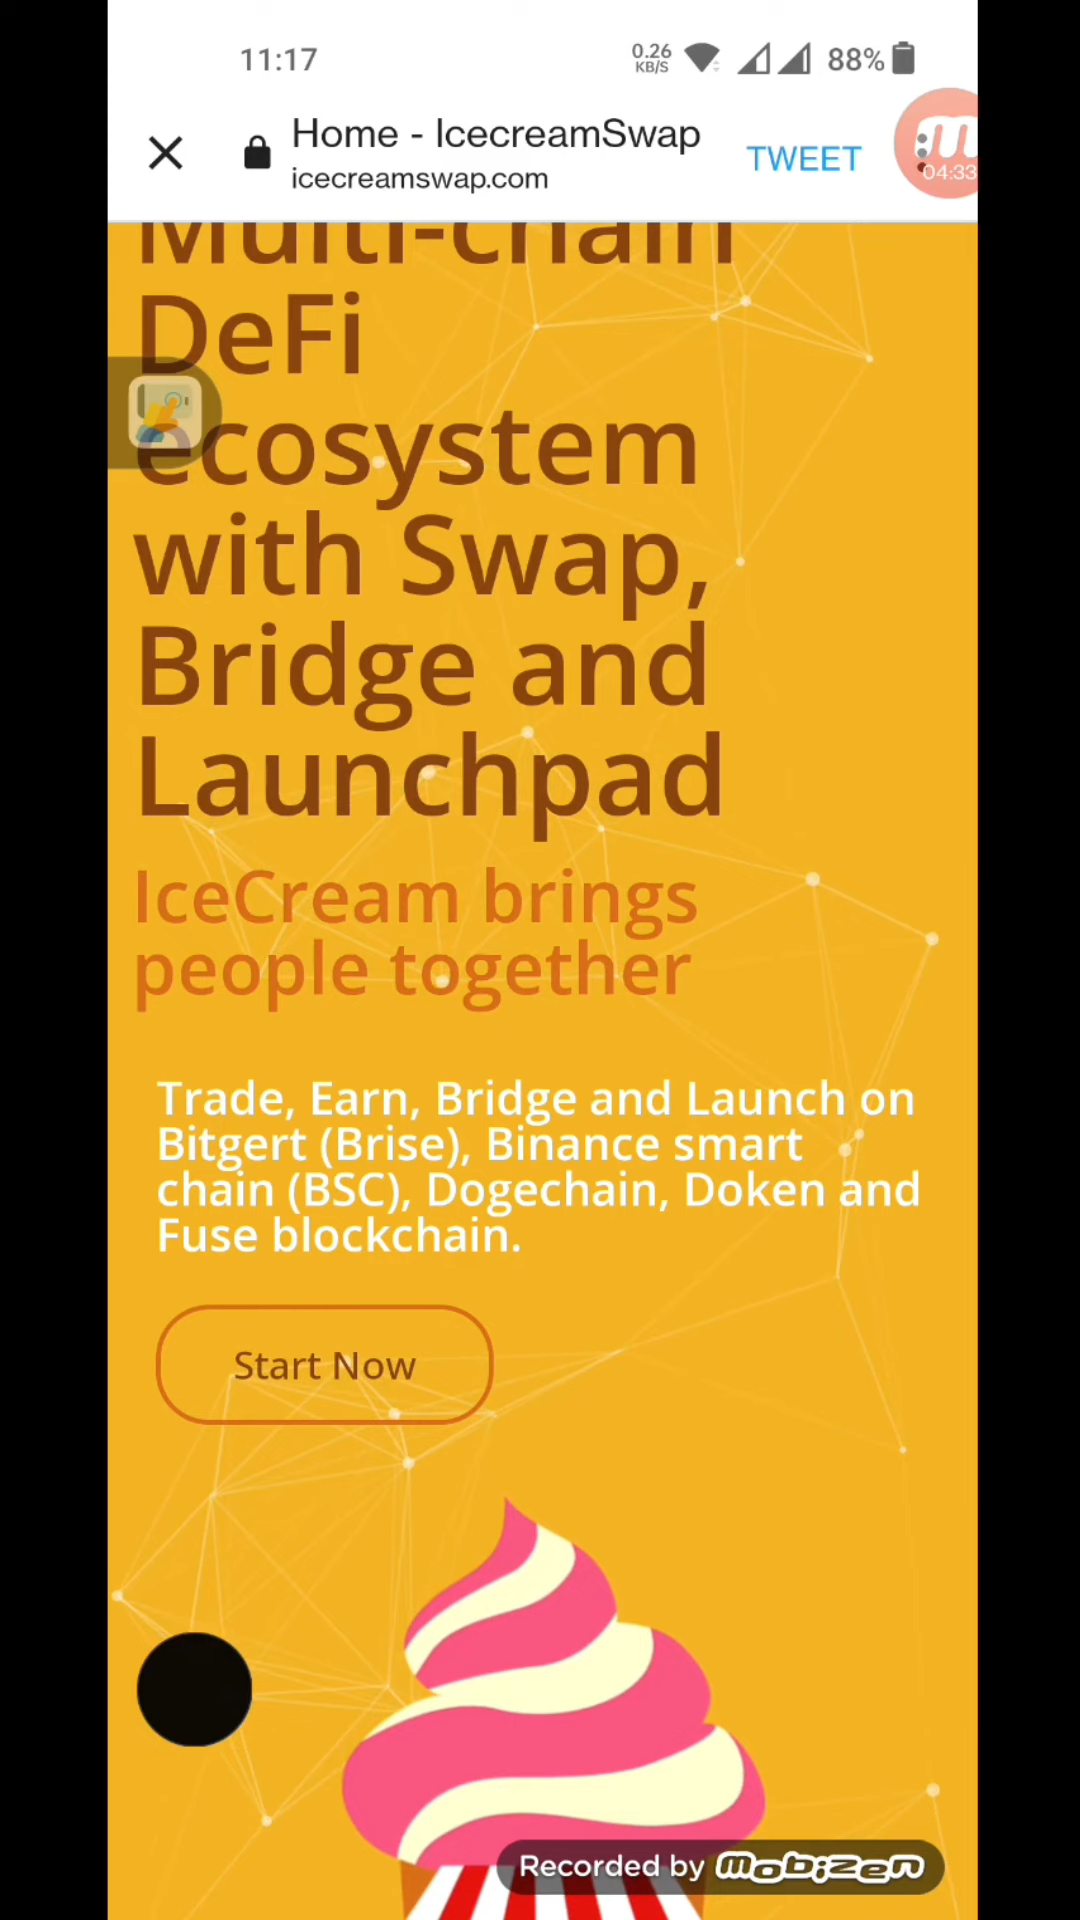 11:17
0.26
KB/S
88%
Home - IcecreamSwap
icecreamswap.com
TWEET
04:33
Multi-chain
DeFi
ecosystem
with Swap,
Bridge and
Launchpad
IceCream brings
people together
Trade, Earn, Bridge and Launch on
Bitgert (Brise), Binance smart
chain (BSC), Dogechain, Doken and
Fuse blockchain.
Start Now
Recorded by mobizen